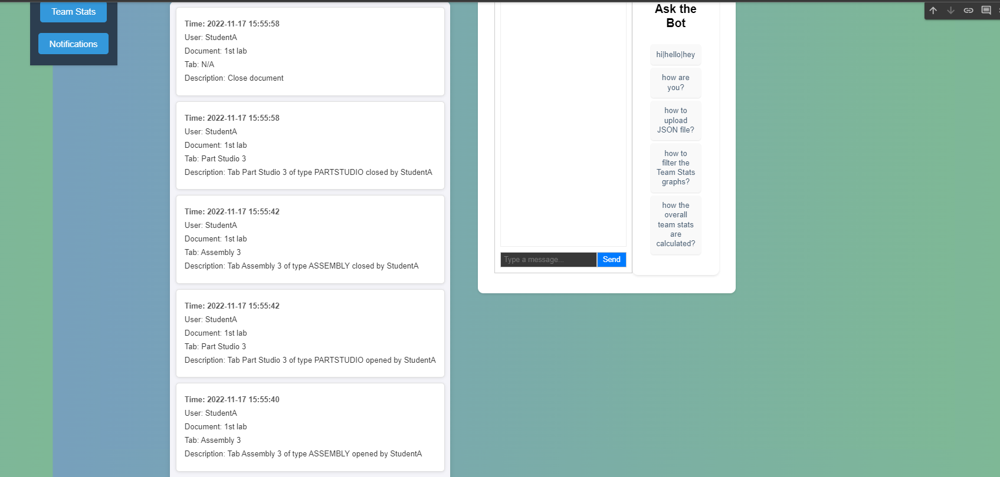 Team Stats
Notifications
Time: 2022-11-17 15:55:58
User: StudentA
Document: 1st lab
Tab: N/A
Description: Close document
Time: 2022-11-17 15:55:58
User: StudentA
Document: 1st lab
Tab: Part Studio 3
Description: Tab Part Studio 3 of type PARTSTUDIO closed by StudentA
Time: 2022-11-17 15:55:42
User: StudentA
Document: 1st lab
Tab: Assembly 3
Description: Tab Assembly 3 of type ASSEMBLY closed by StudentA
Time: 2022-11-17 15:55:42
User: StudentA
Document: 1st lab
Tab: Part Studio 3
Description: Tab Part Studio 3 of type PARTSTUDIO opened by StudentA
Time: 2022-11-17 15:55:40
User: StudentA
Document: 1st lab
Tab: Assembly 3
Description: Tab Assembly 3 of type ASSEMBLY opened by StudentA
Type a message...
Send
Ask the
Bot
hi|hello|hey
how are
you?
how to
upload
JSON file?
how to
filter the
Team Stats
graphs?
how the
overall
team stats
are
calculated?